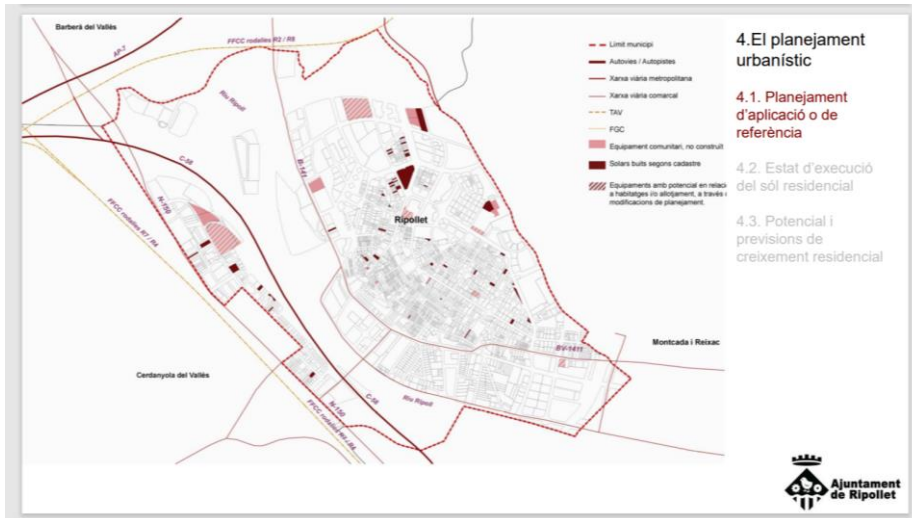 Barberà del Vallès
AP-7
FFCC rodalles R2 / R8
Riu Ripoll
C-58
B-141
N-150
FFCC rodalles R7 / R4
Ripollet
Cerdanyola del Vallès
Montcada i Reixac
BV-1411
Riu Ripoll
C-58
N-150
Límit municipi
Autovies / Autopistes
Xarxa viària metropolitana
Xarxa viària comarcal
TAV
FGC
Equipament comunitari, no construït
Solars buits segons cadastre
Equipaments amb potencial en relaci
a habitatges i/o allotjament, a través
modificacions de planejament.
4.El planejament
urbanístic
4.1. Planejament
d'aplicació o de
referència
4.2. Estat d'execució
del sòl residencial
4.3. Potencial i
previsions de
creixement residencial
Ajuntament
de Ripollet